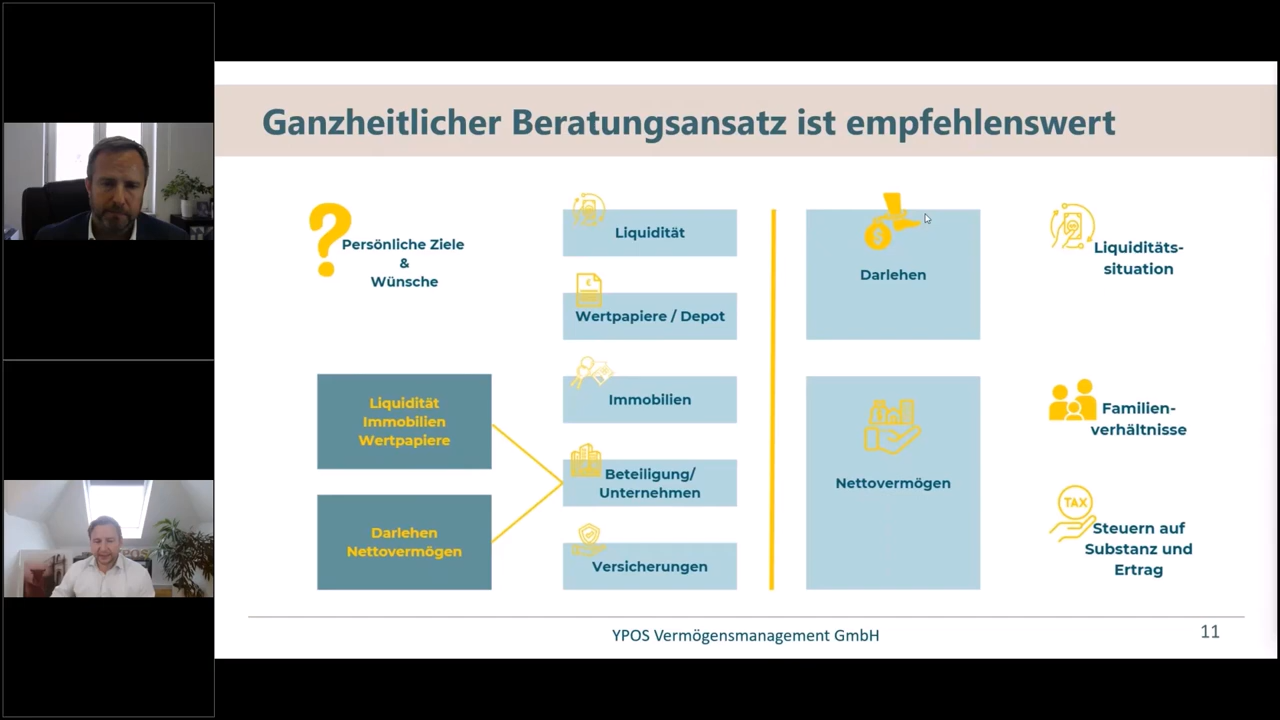 Ganzheitlicher Beratungsansatz ist empfehlenswert
Persönliche Ziele
&
Wünsche
Liquidität
Immobilien
Wertpapiere
Darlehen
Nettovermögen
Liquidität
Wertpapiere / Depot
Immobilien
Beteiligung/
Unternehmen
Versicherungen
Darlehen
Nettovermögen
Liquiditäts-
situation
Familien-
verhältnisse
TAX
Steuern auf
Substanz und
Ertrag
YPOS Vermögensmanagement GmbH
11